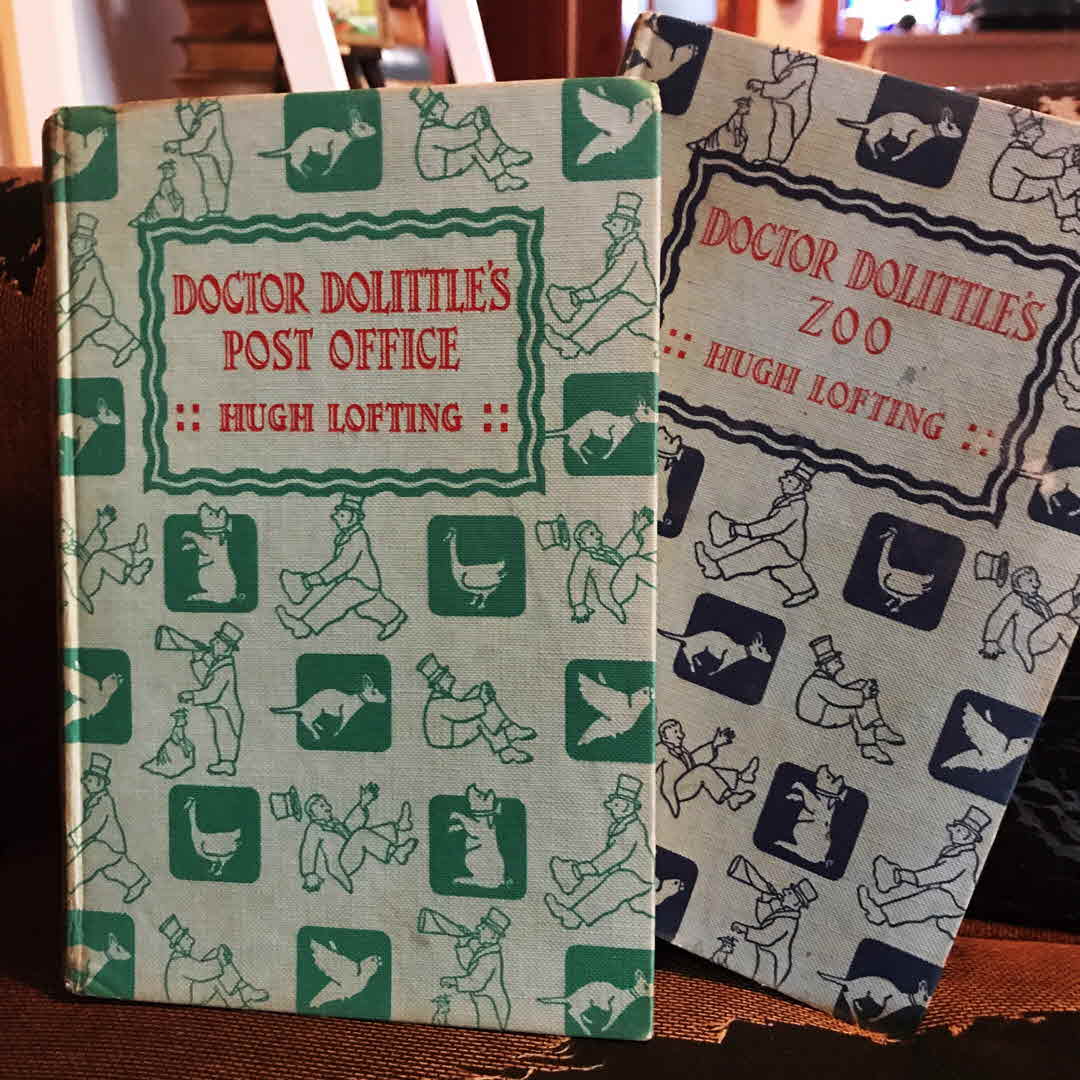 DOCTOR DOLITTLE'S
POST OFFICE
:: HUGH LOFTING ::
DOCTOR DOLITTLE'S
ZOO
:: HUGH LOFTING ::